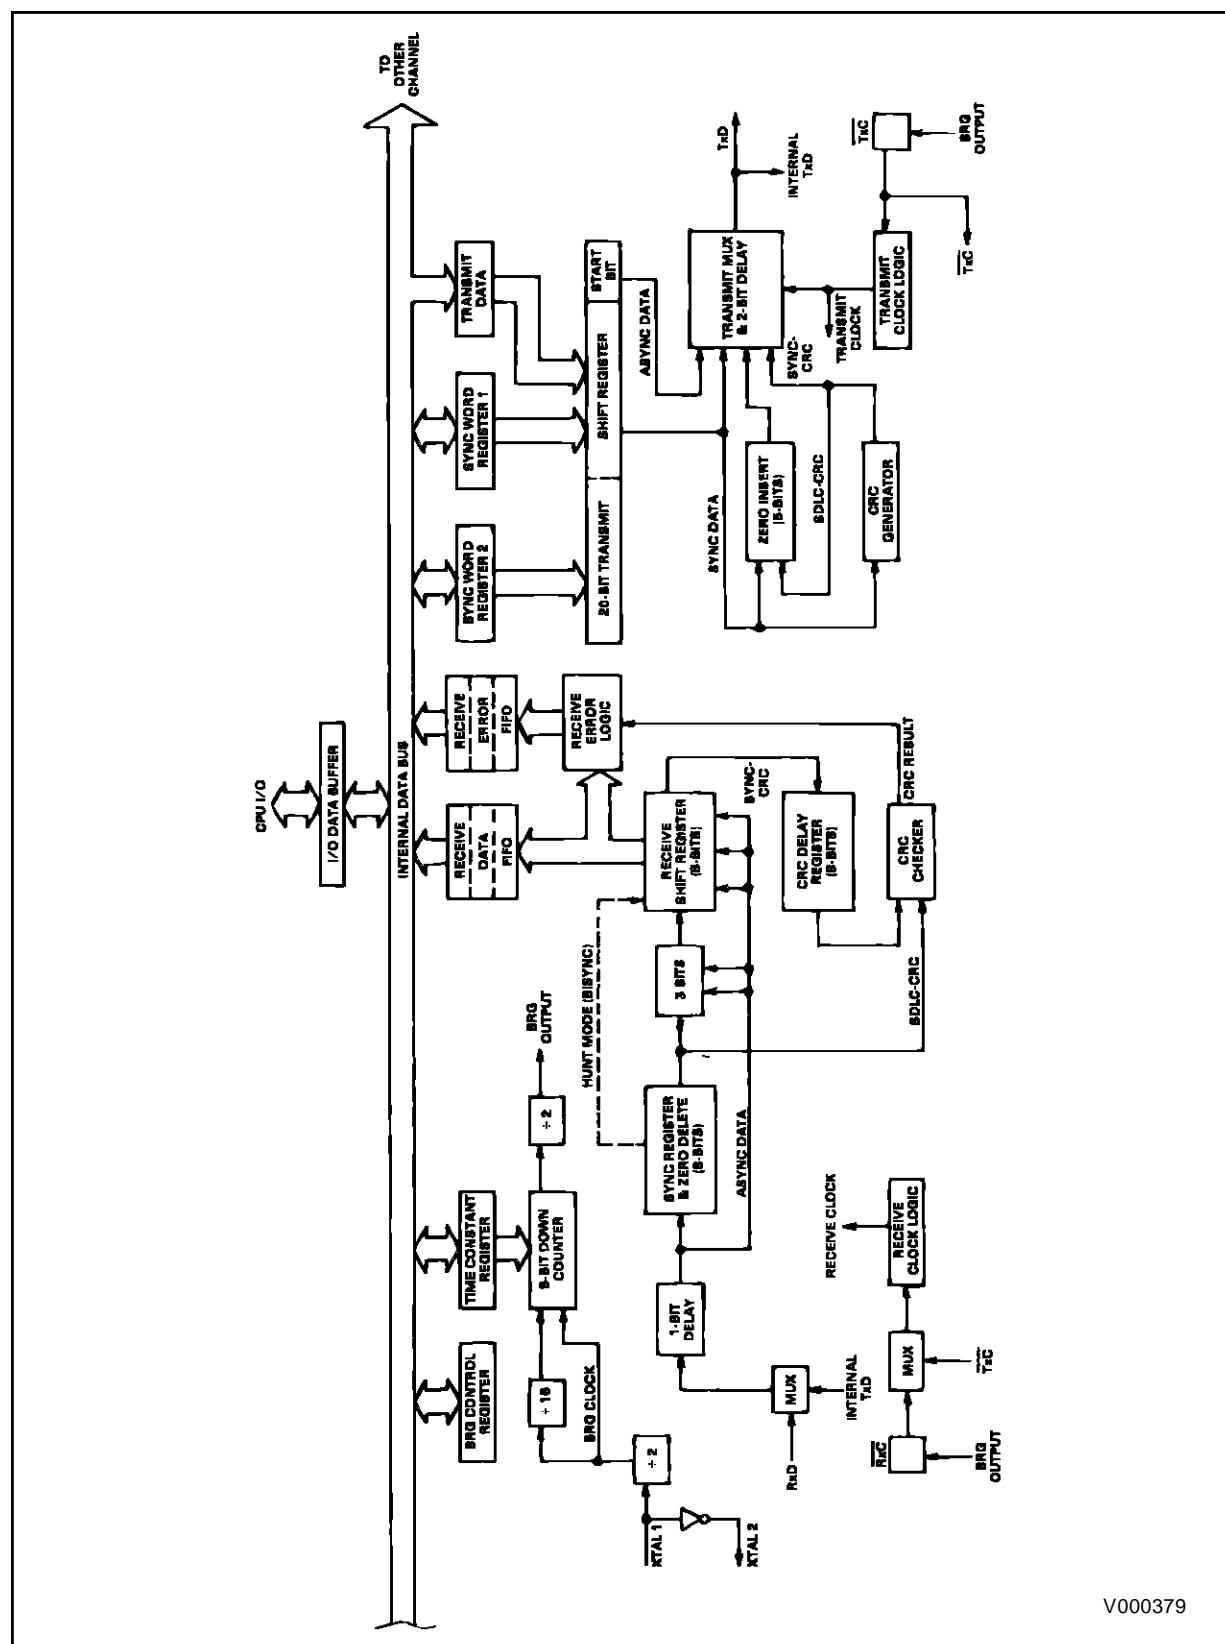 CPU I/O
I/O DATA BUFFER
INTERNAL DATA BUS
TO
OTHER
CHANNEL
BRG CONTROL
REGISTER
TIME CONSTANT
REGISTER
RECEIVE
DATA
FIFO
RECEIVE
ERROR
FIFO
SYNC WORD
REGISTER 2
SYNC WORD
REGISTER 1
TRANSMIT
DATA
÷ 16
8-BIT DOWN
COUNTER
÷ 2
BRG
OUTPUT
BRG CLOCK
÷ 2
XTAL 1
XTAL 2
HUNT MODE (BISYNC)
RECEIVE
ERROR
LOGIC
20-BIT TRANSMIT
SHIFT REGISTER
START
BIT
ASYNC DATA
1-BIT
DELAY
SYNC REGISTER
& ZERO DELETE
(8-BITS)
3 BITS
RECEIVE
SHIFT REGISTER
(8-BITS)
SYNC-
CRC
ASYNC DATA
SYNC DATA
TRANSMIT MUX
& 2-BIT DELAY
TxD
INTERNAL
TxD
RxD
MUX
INTERNAL
TxD
CRC DELAY
REGISTER
(8-BITS)
ZERO INSERT
(5-BITS)
SYNC-
CRC
SDLC-CRC
TRANSMIT
CLOCK
RECEIVE CLOCK
SDLC-CRC
CRC
CHECKER
CRC RESULT
CRC
GENERATOR
TRANSMIT
CLOCK LOGIC
TxC
BRG
OUTPUT
TxC
RxC
BRG
OUTPUT
MUX
TxC
RECEIVE
CLOCK LOGIC
V000379